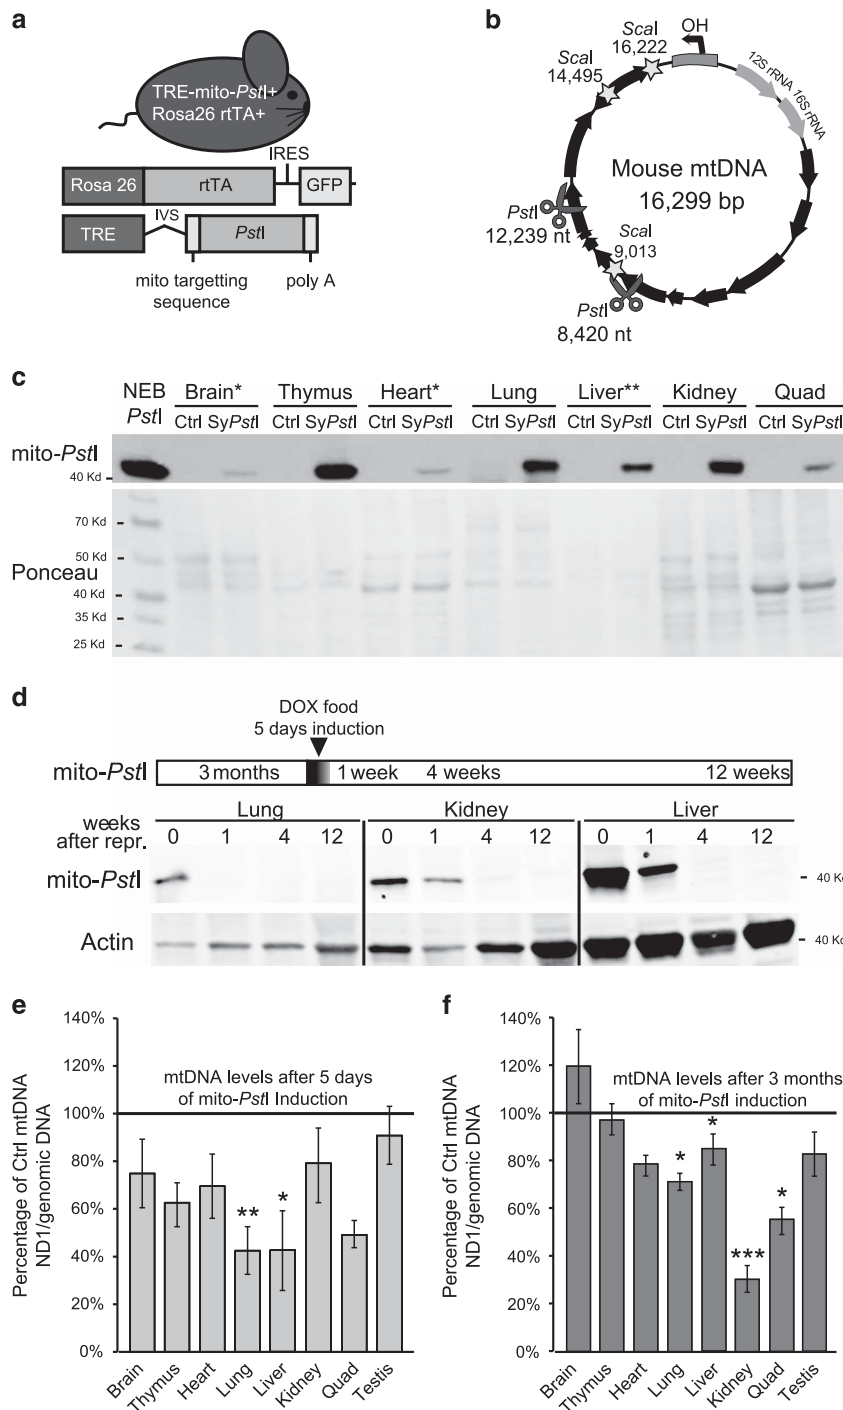 a
TRE-mito-PstI+
Rosa26 rtTA+
IRES
Rosa 26
rtTA
GFP
IVS
TRE
PstI
mito targetting
sequence
poly A
b
OH
ScaI
16,222
ScaI
14,495
12S rRNA 16S rRNA
Mouse mtDNA
16,299 bp
PstI
12,239 nt
ScaI
9,013
PstI
8,420 nt
c
NEB
PstI
Brain* Thymus Heart* Lung Liver** Kidney Quad
Ctrl SyPstI Ctrl SyPstI Ctrl SyPstI Ctrl SyPstI Ctrl SyPstI Ctrl SyPstI Ctrl SyPstI
mito-PstI
40 Kd
70 Kd
50 Kd
Ponceau
40 Kd
35 Kd
25 Kd
d
DOX food
5 days induction
mito-PstI
3 months 1 week 4 weeks 12 weeks
Lung Kidney Liver
weeks
after repr.
0 1 4 12 0 1 4 12 0 1 4 12
mito-PstI
40 Kd
Actin
40 Kd
e
140%
120%
100%
80%
60%
40%
20%
0%
Percentage of Ctrl mtDNA
ND1/genomic DNA
mtDNA levels after 5 days
of mito-PstI Induction
** *
Brain Thymus Heart Lung Liver Kidney Quad Testis
f
140%
120%
100%
80%
60%
40%
20%
0%
Percentage of Ctrl mtDNA
ND1/genomic DNA
mtDNA levels after 3 months
of mito-PstI induction
* * *** *
Brain Thymus Heart Lung Liver Kidney Quad Testis